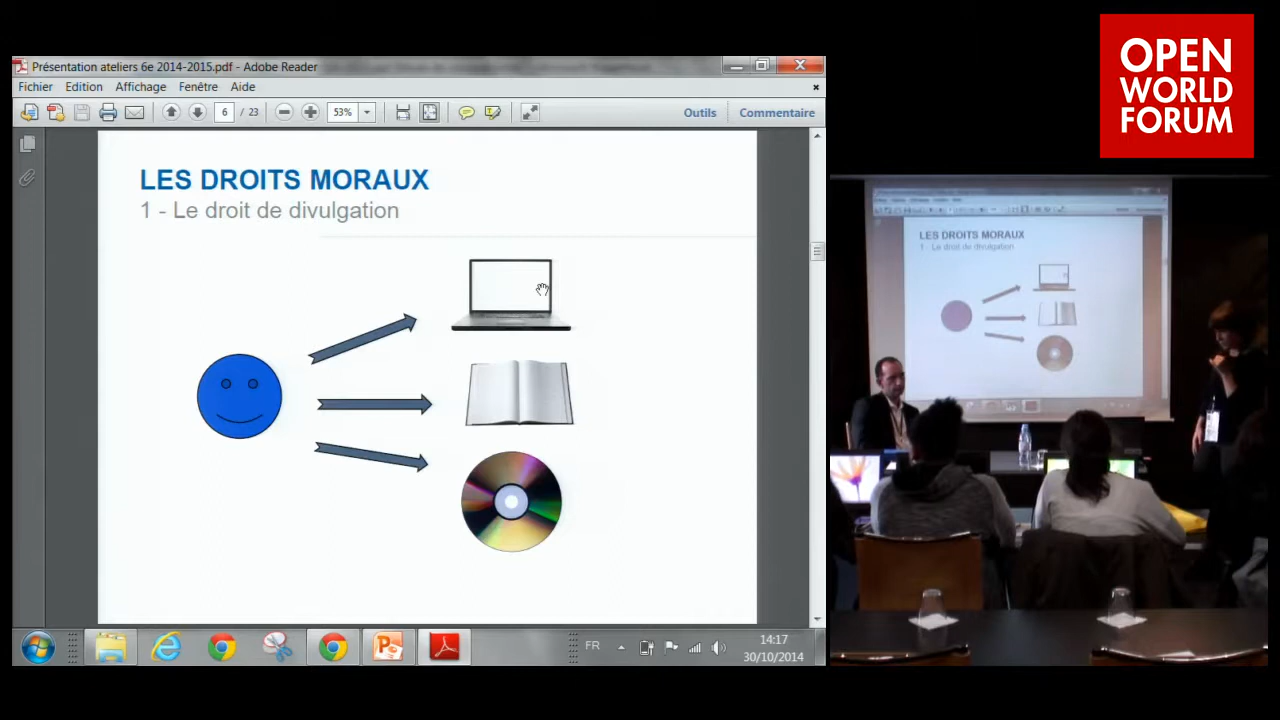 OPEN
WORLD
FORUM
Présentation ateliers 6e 2014-2015.pdf - Adobe Reader
Fichier Edition Affichage Fenêtre Aide
6 / 23 53% Outils Commentaire
LES DROITS MORAUX
1 - Le droit de divulgation
FR 14:17
30/10/2014
LES DROITS MORAUX
1 - Le droit de divulgation